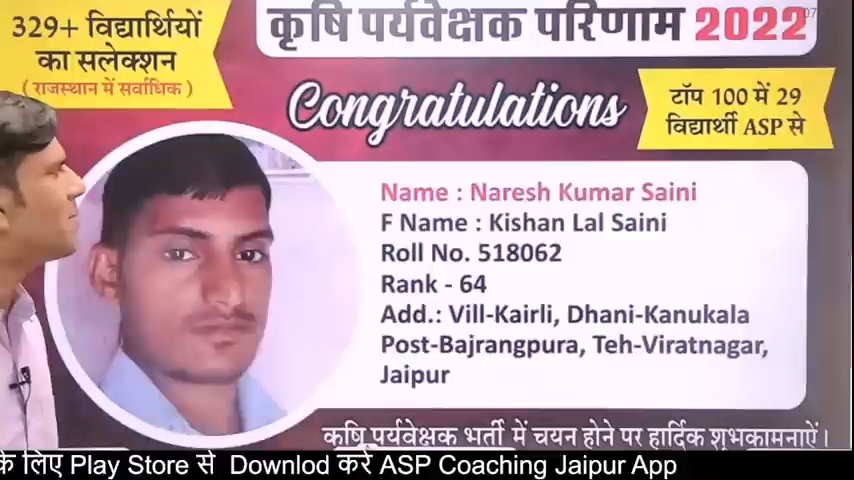 329+ विद्यार्थियों
का सलेक्शन
( राजस्थान में सर्वाधिक )
कृषि पर्यवेक्षक परिणाम 2022
07
Congratulations
टॉप 100 में 29
विद्यार्थी ASP से
Name : Naresh Kumar Saini
F Name : Kishan Lal Saini
Roll No. 518062
Rank - 64
Add.: Vill-Kairli, Dhani-Kanukala
Post-Bajrangpura, Teh-Viratnagar,
Jaipur
कृषि पर्यवेक्षक भर्ती में चयन होने पर हार्दिक शुभकामनाऐं।
के लिए Play Store से Downlod करें ASP Coaching Jaipur App